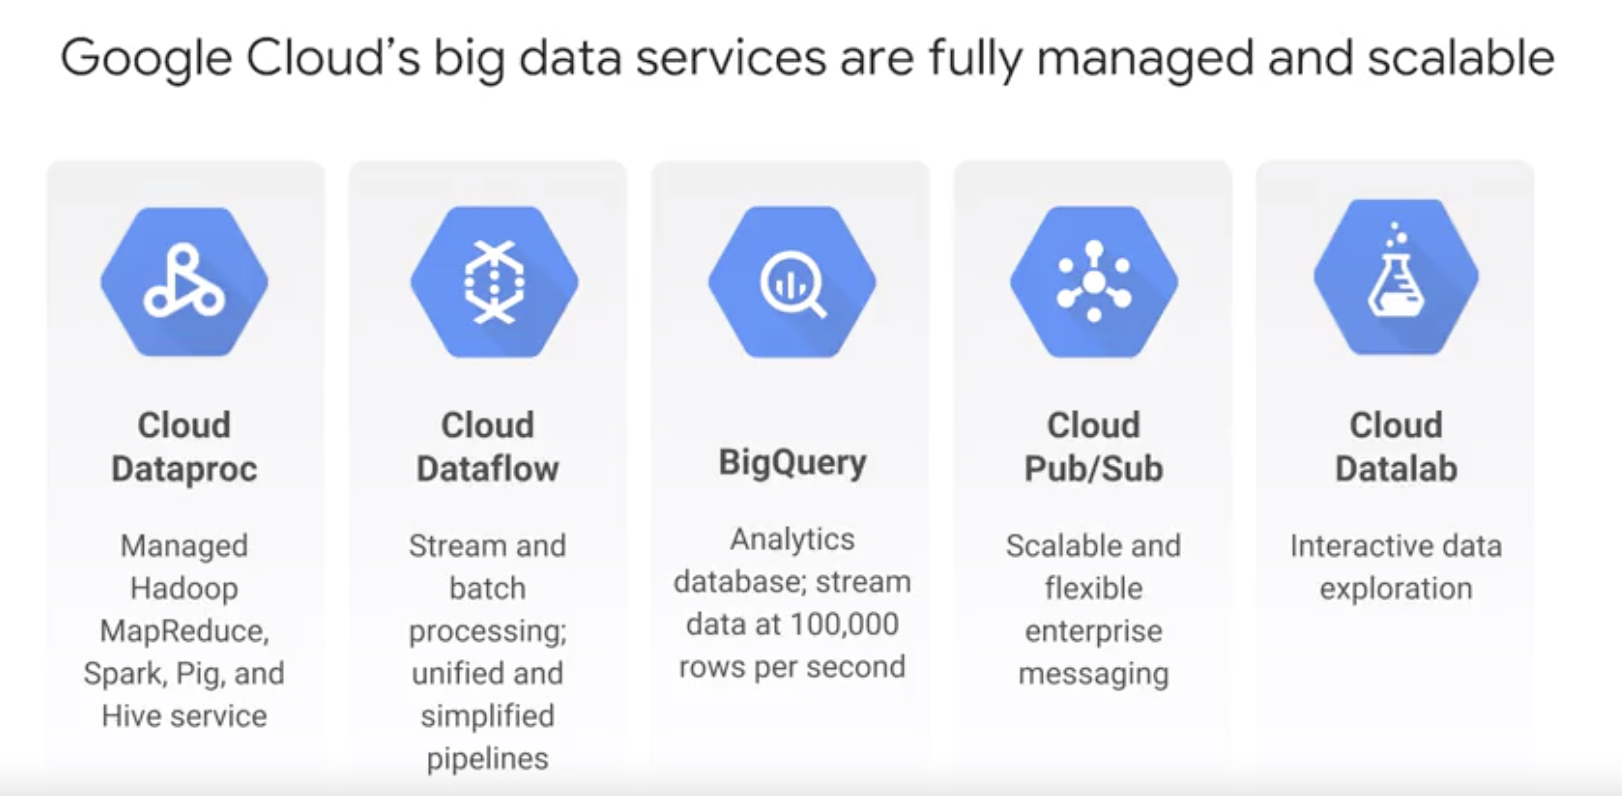 Google Cloud's big data services are fully managed and scalable
Cloud
Dataproc
Managed
Hadoop
MapReduce,
Spark, Pig, and
Hive service
Cloud
Dataflow
Stream and
batch
processing;
unified and
simplified
pipelines
BigQuery
Analytics
database; stream
data at 100,000
rows per second
Cloud
Pub/Sub
Scalable and
flexible
enterprise
messaging
Cloud
Datalab
Interactive data
exploration